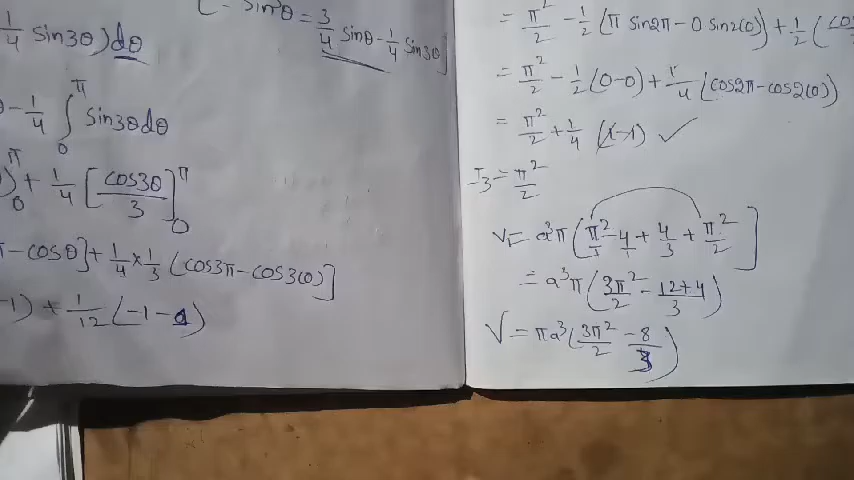 [∵ Sin³θ = 3/4 Sinθ - 1/4 Sin3θ]
1/4 Sin3θ) dθ
- 1/4 ∫₀^π Sin3θdθ
)₀^π + 1/4 [cos3θ/3]₀^π
- cosθ] + 1/4 × 1/3 (cos3π - cos3(0)]
-1) + 1/12 (-1-1)
= π²/2 - 1/2 (π Sin2π - 0 Sin2(0)) + 1/2 (
= π²/2 - 1/2 (0-0) + 1/4 (cos2π - cos2(0))
= π²/2 + 1/4 (1-1) ✓
I₃ = π²/2
V = a³π (π²/1 - 4/1 + 4/3 + π²/2]
= a³π (3π²/2 - 12+4/3)
V = πa³ (3π²/2 - 8/3)